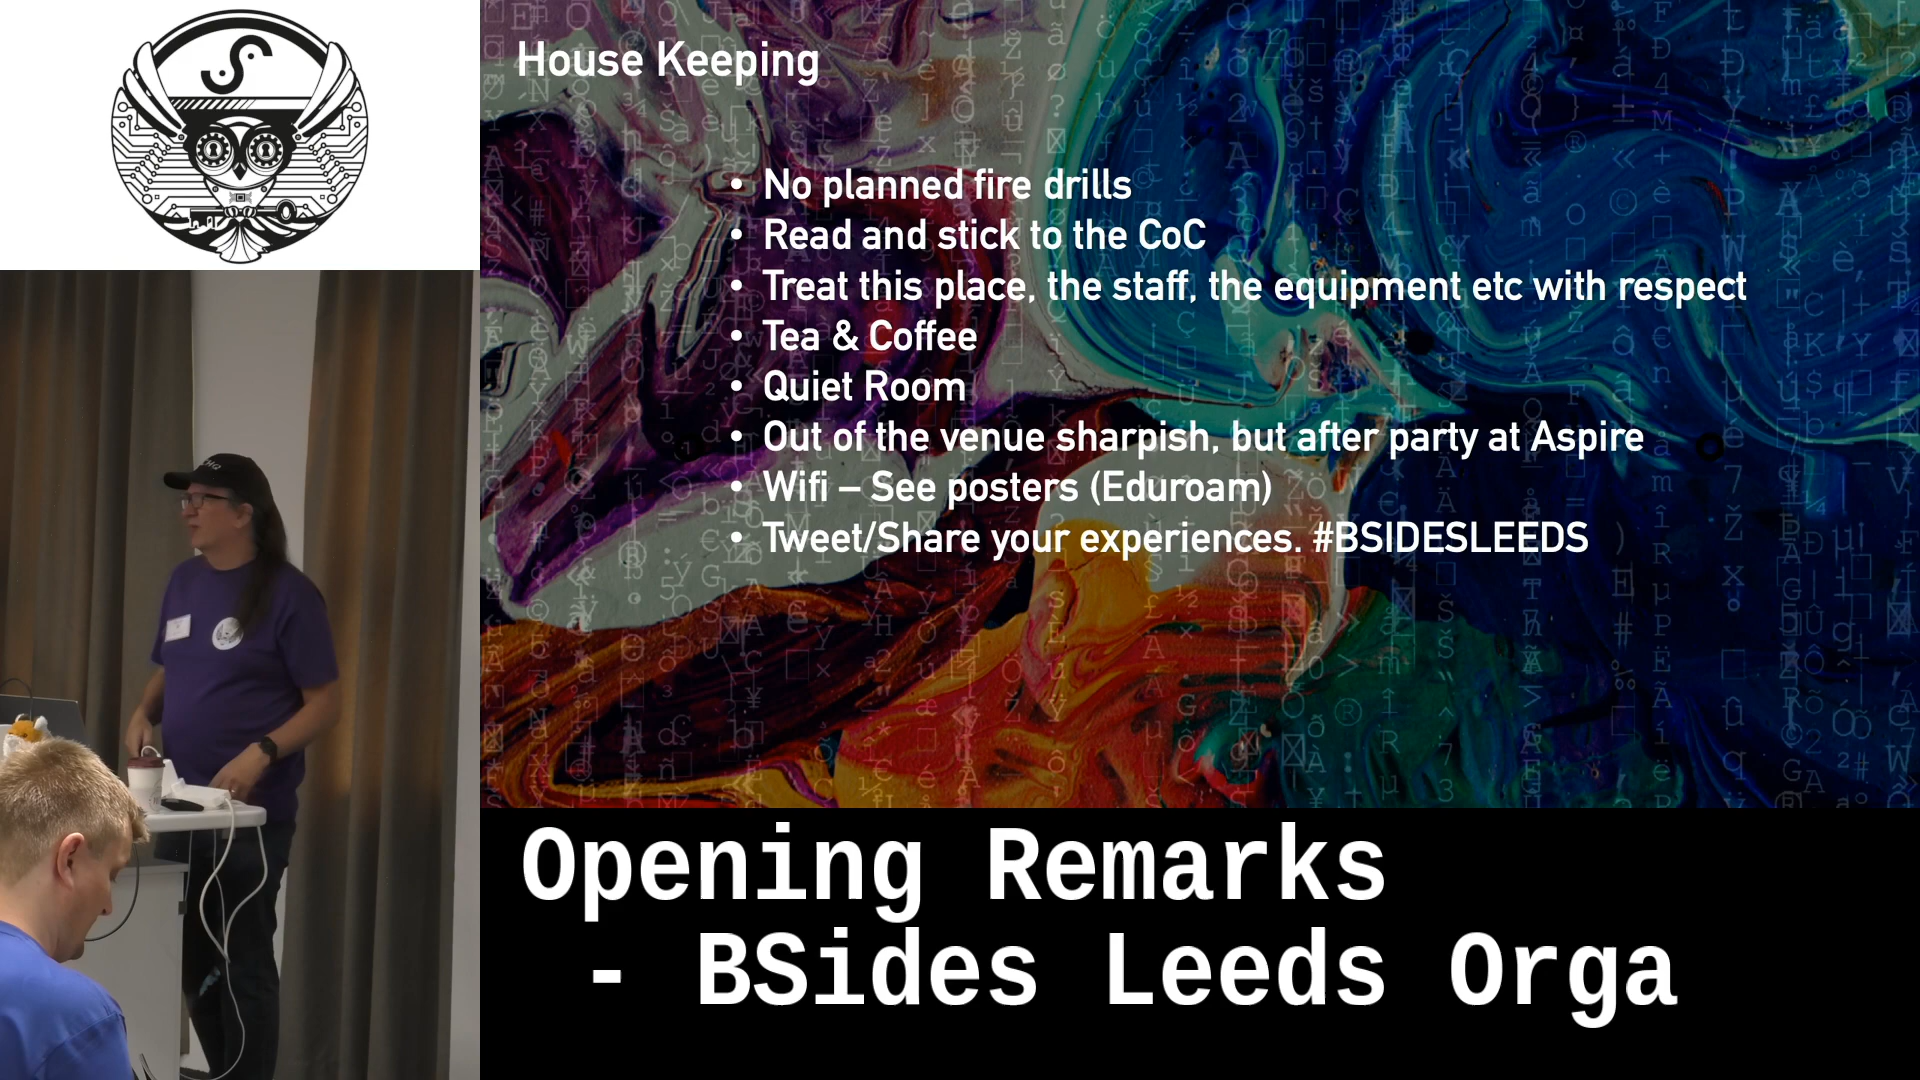 House Keeping
• No planned fire drills
• Read and stick to the CoC
• Treat this place, the staff, the equipment etc with respect
• Tea & Coffee
• Quiet Room
• Out of the venue sharpish, but after party at Aspire
• Wifi – See posters (Eduroam)
• Tweet/Share your experiences. #BSIDESLEEDS
Opening Remarks
- BSides Leeds Orga